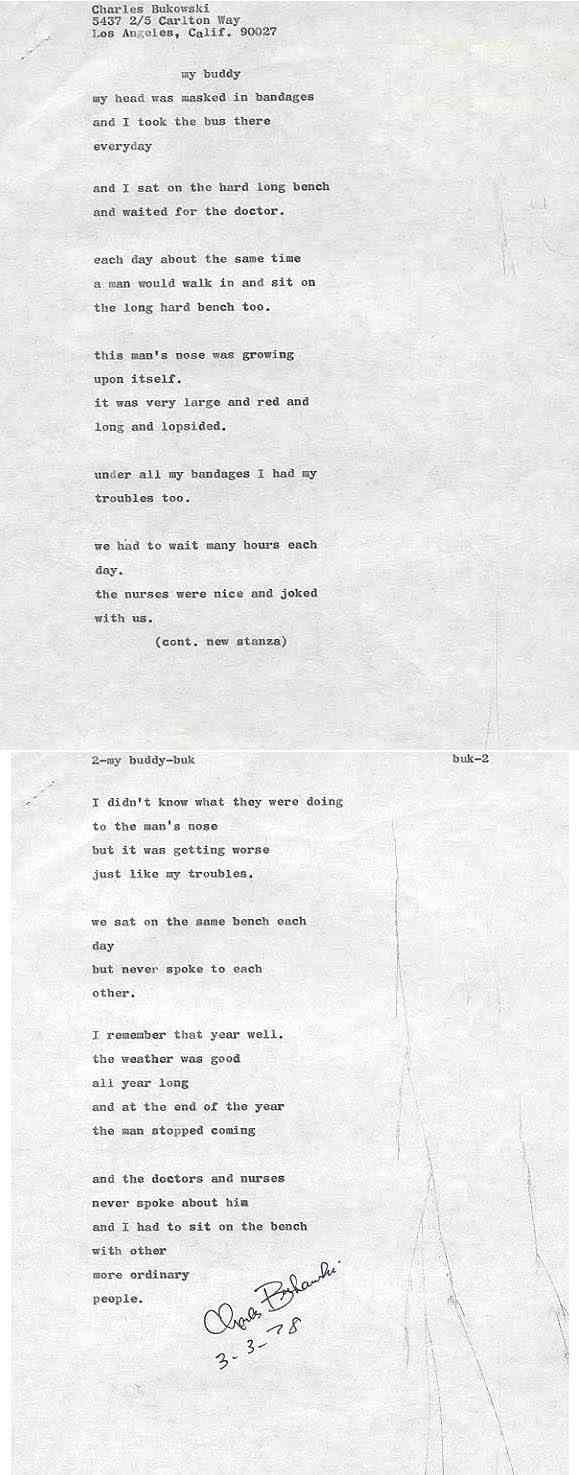 Charles Bukowski
5437 2/5 Carlton Way
Los Angeles, Calif. 90027
my buddy
my head was masked in bandages
and I took the bus there
everyday
and I sat on the hard long bench
and waited for the doctor.
each day about the same time
a man would walk in and sit on
the long hard bench too.
this man's nose was growing
upon itself.
it was very large and red and
long and lopsided.
under all my bandages I had my
troubles too.
we had to wait many hours each
day.
the nurses were nice and joked
with us.
(cont. new stanza)
2-my buddy-buk buk-2
I didn't know what they were doing
to the man's nose
but it was getting worse
just like my troubles.
we sat on the same bench each
day
but never spoke to each
other.
I remember that year well.
the weather was good
all year long
and at the end of the year
the man stopped coming
and the doctors and nurses
never spoke about him
and I had to sit on the bench
with other
more ordinary
people.
Charles Bukowski
3-3-78